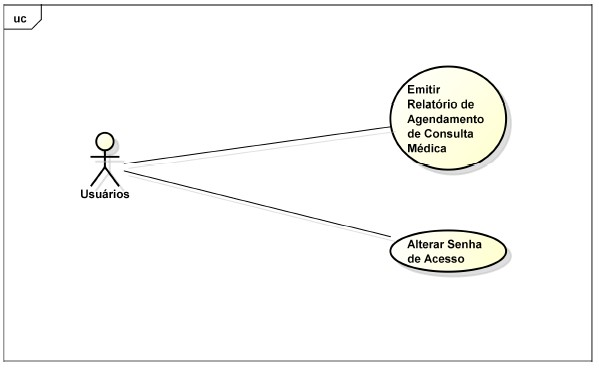 uc
Emitir
Relatório de
Agendamento
de Consulta
Médica
Usuários
Alterar Senha
de Acesso